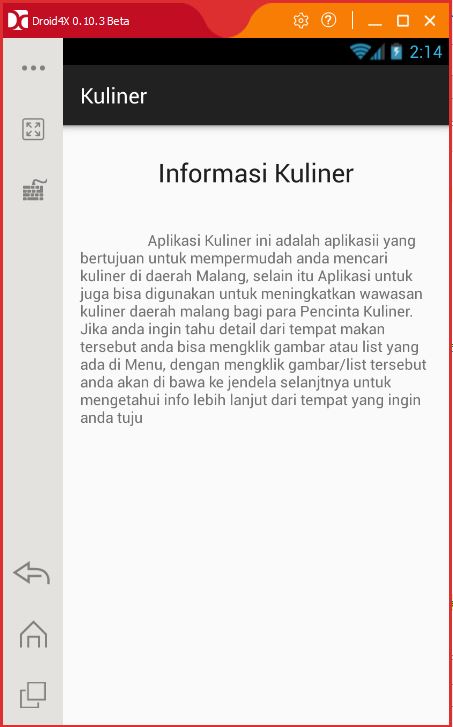 Droid4X 0.10.3 Beta
2:14
Kuliner
Informasi Kuliner
Aplikasi Kuliner ini adalah aplikasii yang
bertujuan untuk mempermudah anda mencari
kuliner di daerah Malang, selain itu Aplikasi untuk
juga bisa digunakan untuk meningkatkan wawasan
kuliner daerah malang bagi para Pencinta Kuliner.
Jika anda ingin tahu detail dari tempat makan
tersebut anda bisa mengklik gambar atau list yang
ada di Menu, dengan mengklik gambar/list tersebut
anda akan di bawa ke jendela selanjtnya untuk
mengetahui info lebih lanjut dari tempat yang ingin
anda tuju